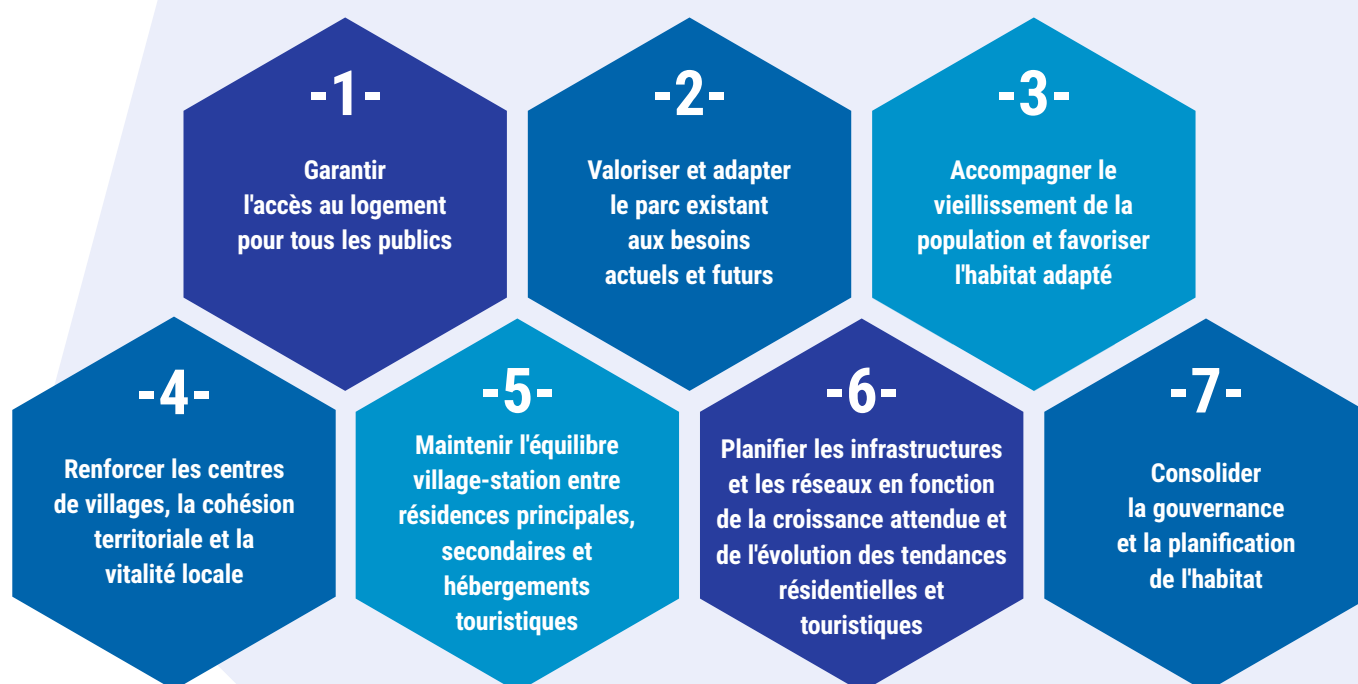 -1-
Garantir
l'accès au logement
pour tous les publics
-2-
Valoriser et adapter
le parc existant
aux besoins
actuels et futurs
-3-
Accompagner le
vieillissement de la
population et favoriser
l'habitat adapté
-4-
Renforcer les centres
de villages, la cohésion
territoriale et la
vitalité locale
-5-
Maintenir l'équilibre
village-station entre
résidences principales,
secondaires et
hébergements
touristiques
-6-
Planifier les infrastructures
et les réseaux en fonction
de la croissance attendue et
de l'évolution des tendances
résidentielles et
touristiques
-7-
Consolider
la gouvernance
et la planification
de l'habitat